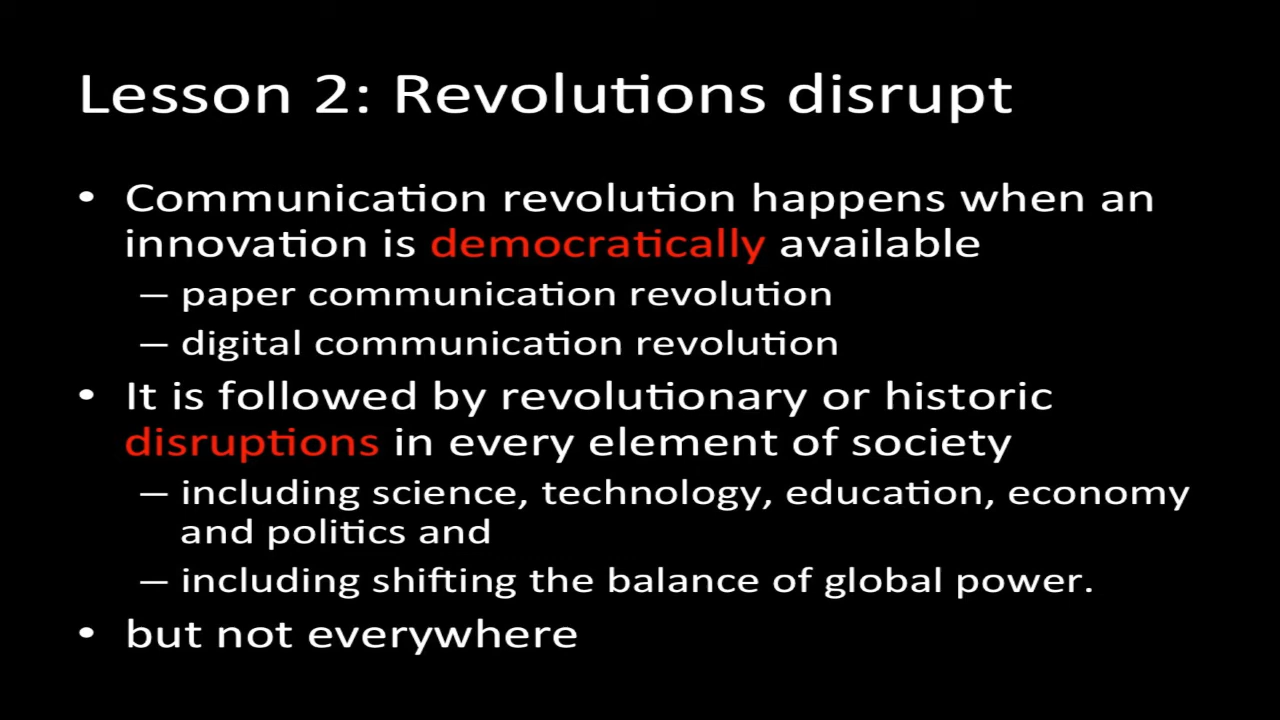 Lesson 2: Revolutions disrupt
• Communication revolution happens when an
innovation is democratically available
– paper communication revolution
– digital communication revolution
• It is followed by revolutionary or historic
disruptions in every element of society
– including science, technology, education, economy
and politics and
– including shifting the balance of global power.
• but not everywhere